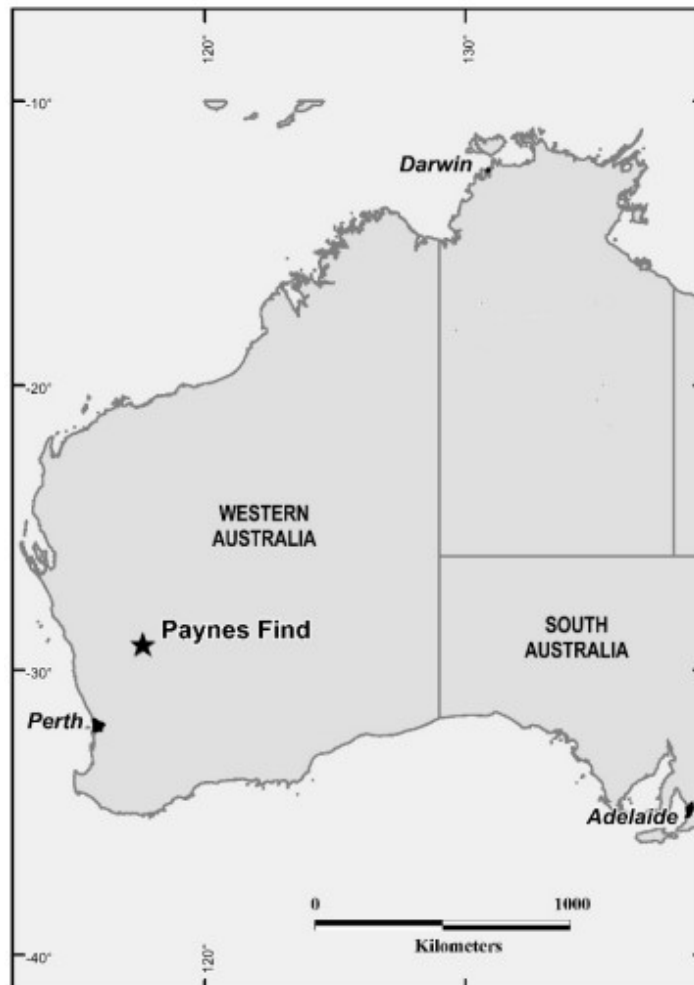 120°
130°
-10°
Darwin
-20°
WESTERN
AUSTRALIA
Paynes Find
SOUTH
AUSTRALIA
-30°
Perth
Adelaide
0 1000
Kilometers
-40°
120°
130°